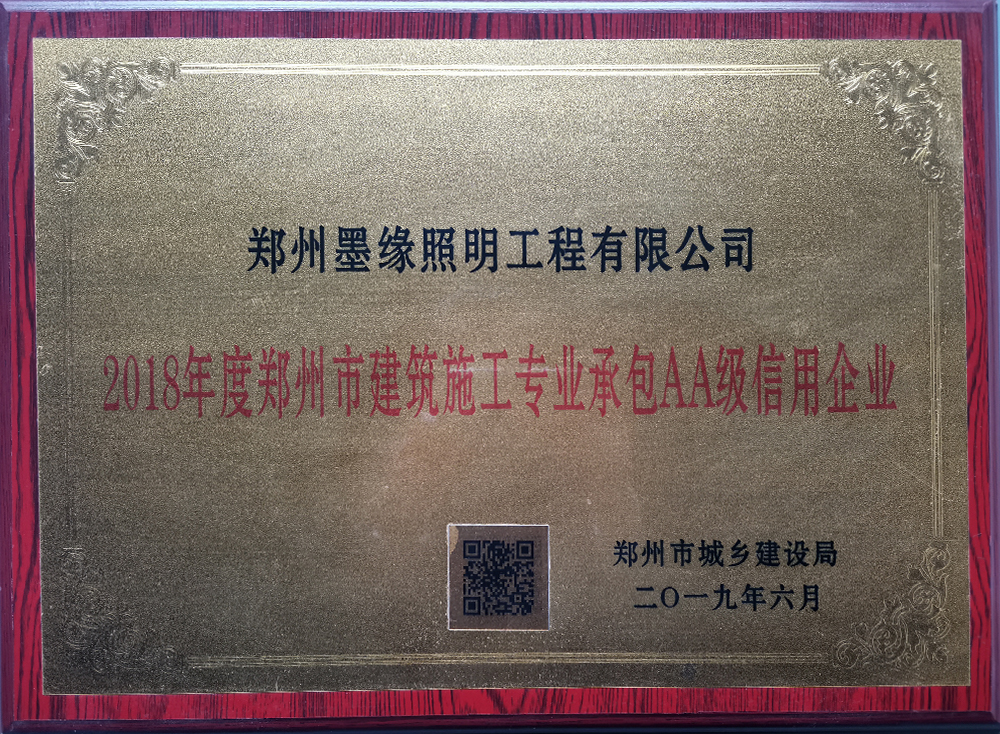 郑州墨缘照明工程有限公司
2018年度郑州市建筑施工专业承包AA级信用企业
郑州市城乡建设局
二〇一九年六月